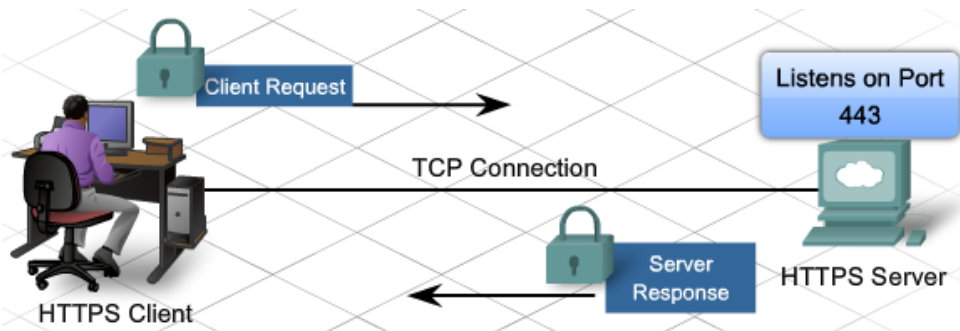 Client Request
Listens on Port
443
TCP Connection
Server
Response
HTTPS Server
HTTPS Client